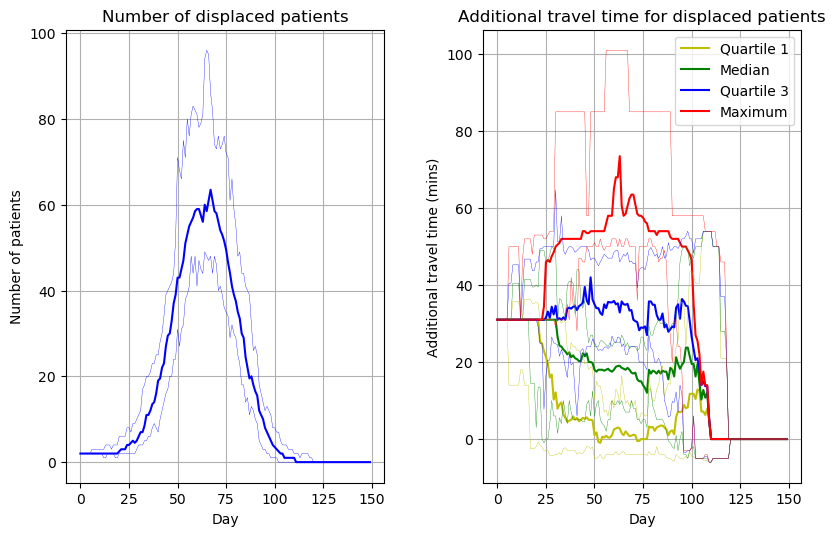 Number of displaced patients
Number of patients
100
80
60
40
20
0
0 25 50 75 100 125 150
Day
Additional travel time for displaced patients
Additional travel time (mins)
100
80
60
40
20
0
0 25 50 75 100 125 150
Day
Quartile 1
Median
Quartile 3
Maximum